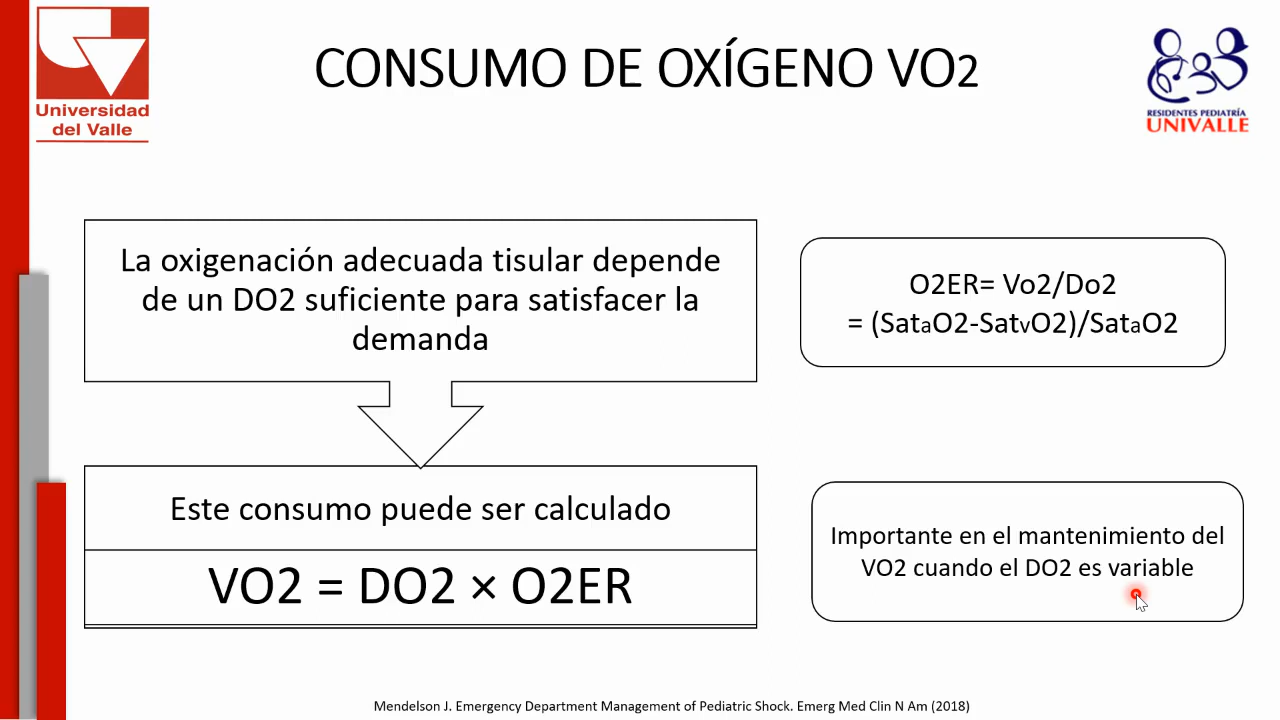 Universidad
del Valle
CONSUMO DE OXÍGENO VO2
RESIDENTES PEDIATRÍA
UNIVALLE
La oxigenación adecuada tisular depende
de un DO2 suficiente para satisfacer la
demanda
Este consumo puede ser calculado
VO2 = DO2 × O2ER
O2ER= Vo2/Do2
= (SataO2-SatvO2)/SataO2
Importante en el mantenimiento del
VO2 cuando el DO2 es variable
Mendelson J. Emergency Department Management of Pediatric Shock. Emerg Med Clin N Am (2018)